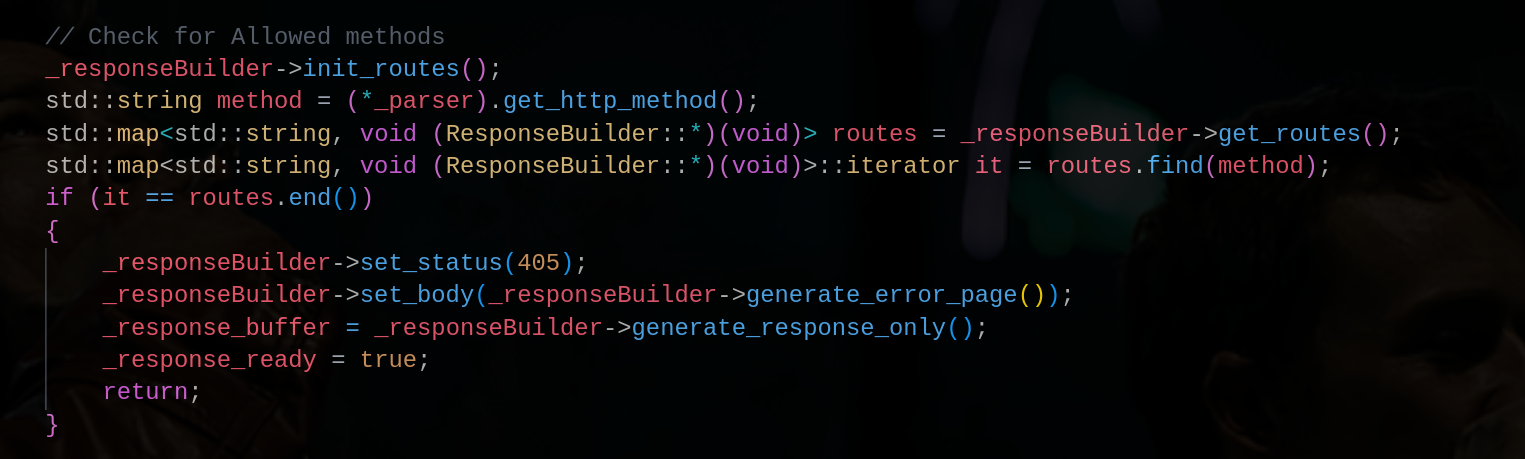 // Check for Allowed methods
_responseBuilder->init_routes();
std::string method = (*_parser).get_http_method();
std::map<std::string, void (ResponseBuilder::*)(void)> routes = _responseBuilder->get_routes();
std::map<std::string, void (ResponseBuilder::*)(void)>::iterator it = routes.find(method);
if (it == routes.end())
{
    _responseBuilder->set_status(405);
    _responseBuilder->set_body(_responseBuilder->generate_error_page());
    _response_buffer = _responseBuilder->generate_response_only();
    _response_ready = true;
    return;
}